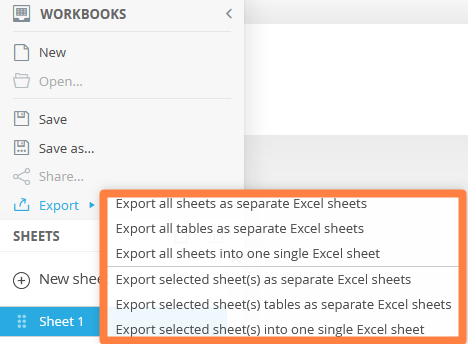 WORKBOOKS
New
Open...
Save
Save as...
Share...
Export
Export all sheets as separate Excel sheets
Export all tables as separate Excel sheets
Export all sheets into one single Excel sheet
Export selected sheet(s) as separate Excel sheets
Export selected sheet(s) tables as separate Excel sheets
Export selected sheet(s) into one single Excel sheet
SHEETS
New shee
Sheet 1